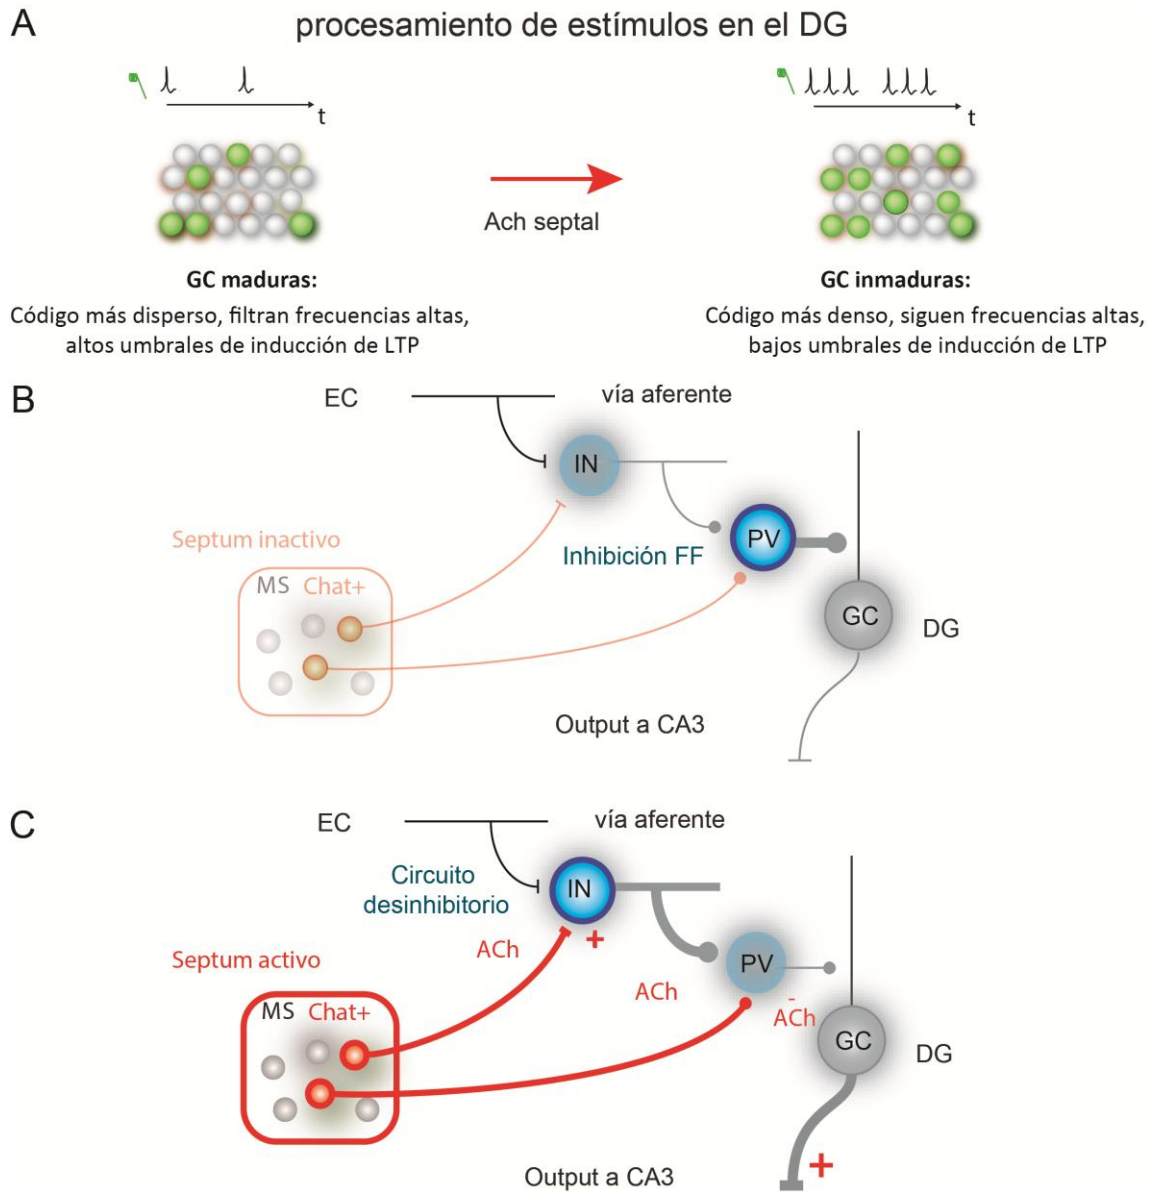 A
procesamiento de estímulos en el DG
t
t
Ach septal
GC maduras:
Código más disperso, filtran frecuencias altas,
altos umbrales de inducción de LTP
GC inmaduras:
Código más denso, siguen frecuencias altas,
bajos umbrales de inducción de LTP
B
EC
vía aferente
IN
Septum inactivo
Inhibición FF
PV
MS Chat+
GC
DG
Output a CA3
C
EC
vía aferente
Circuito
desinhibitorio
IN
+
ACh
Septum activo
PV
ACh
-
ACh
MS Chat+
GC
DG
+
Output a CA3